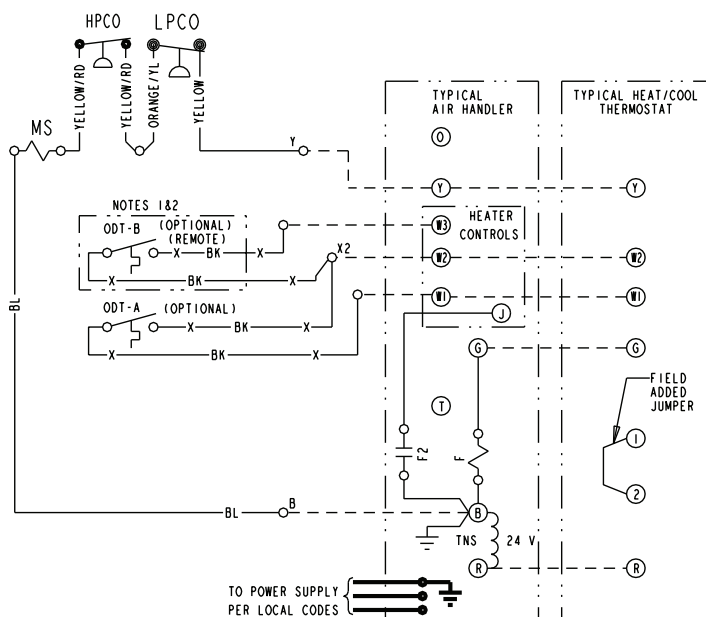 HPCO
LPCO
YELLOW/RD
YELLOW/RD
ORANGE/YL
YELLOW
MS
TYPICAL
AIR HANDLER
TYPICAL HEAT/COOL
THERMOSTAT
O
Y
Y
Y
NOTES 1&2
ODT-B
(OPTIONAL)
(REMOTE)
X
BK
X
X
BK
X
X2
W3
HEATER
CONTROLS
W2
W2
W1
W1
ODT-A
(OPTIONAL)
X
BK
X
X
BK
X
J
BL
G
G
T
FIELD
ADDED
JUMPER
1
2
F2
F
BL
B
B
TNS
24 V
R
R
TO POWER SUPPLY
PER LOCAL CODES